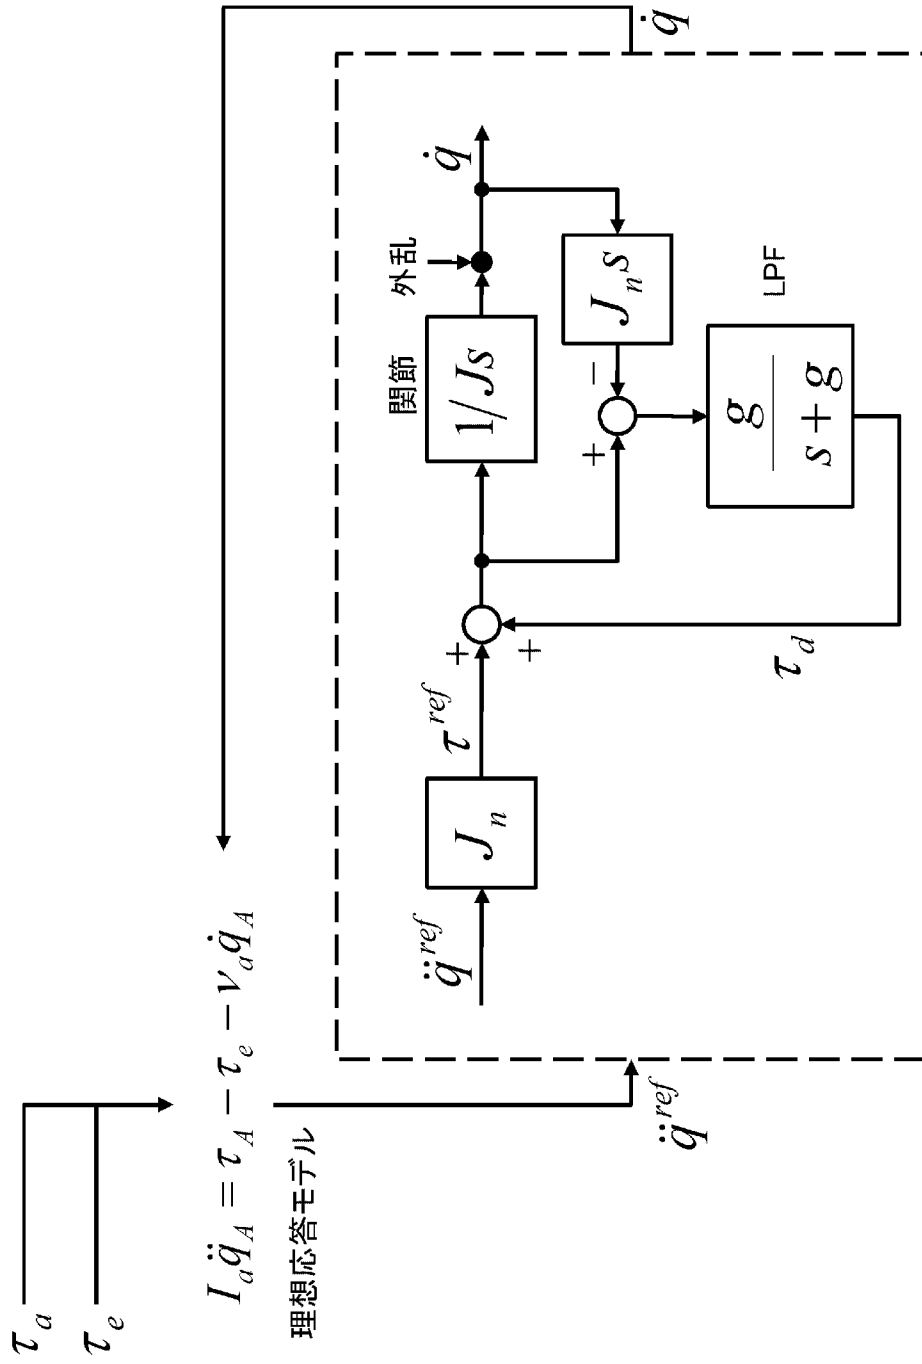 τ_a
τ_e
I_a q̈_A = τ_A − τ_e − ν_a q̇_A
理想応答モデル
q̈^ref
q̇
q̈^ref
J_n
τ^ref
+
+
関節
1/Js
外乱
q̇
J_n s
+
−
g
s + g
LPF
τ_d